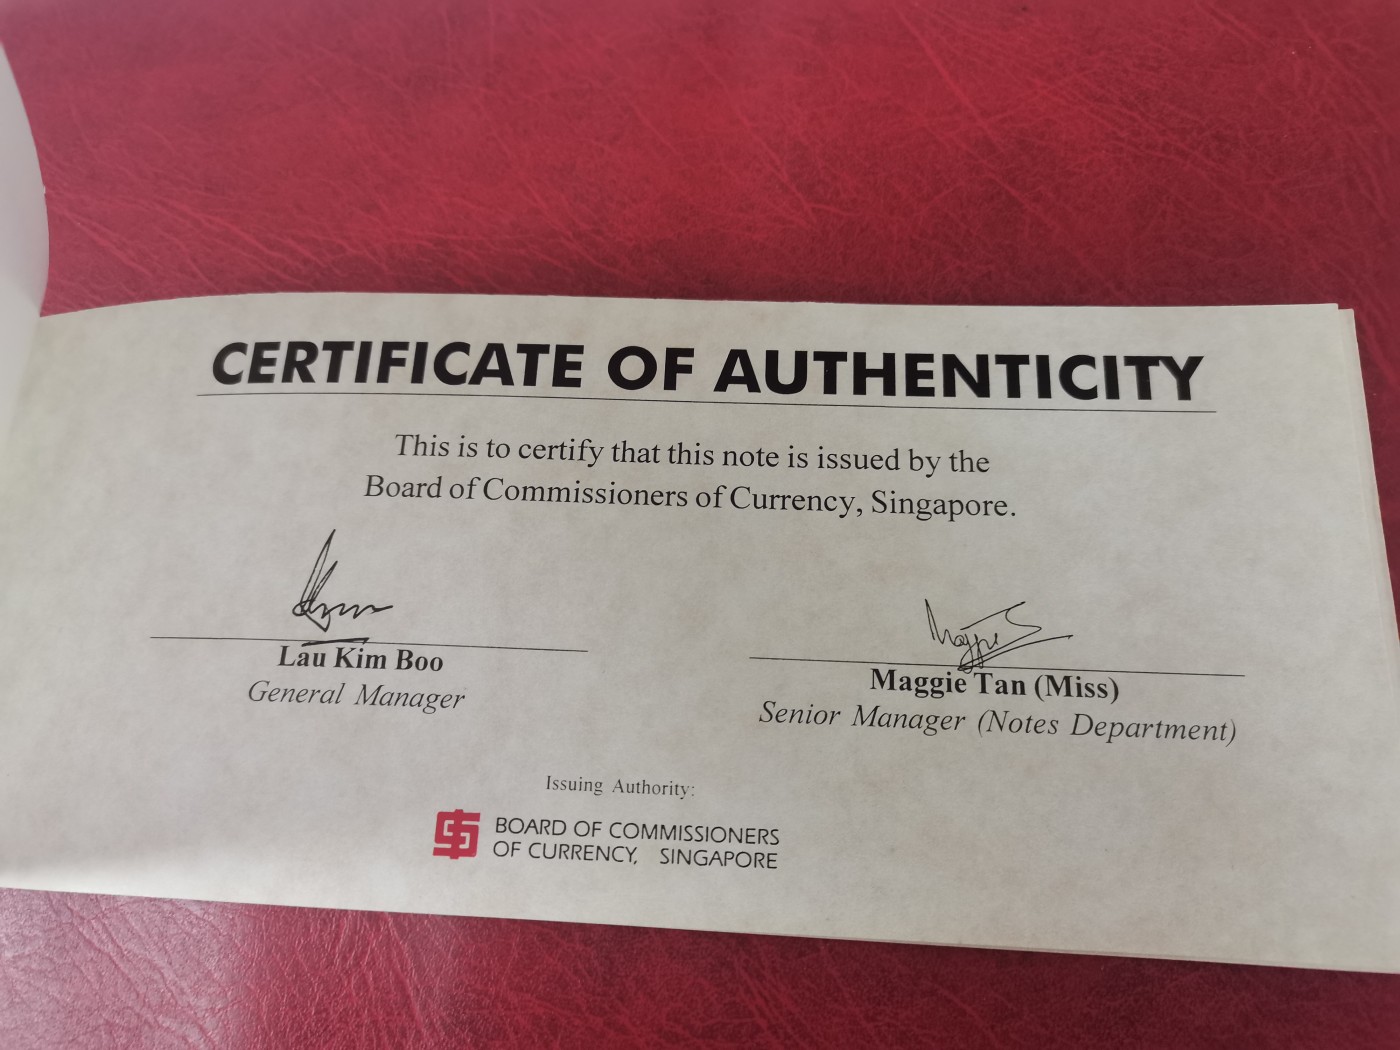 CERTIFICATE OF AUTHENTICITY
This is to certify that this note is issued by the
Board of Commissioners of Currency, Singapore.
Lau Kim Boo
General Manager
Maggie Tan (Miss)
Senior Manager (Notes Department)
Issuing Authority:
BOARD OF COMMISSIONERS
OF CURRENCY, SINGAPORE